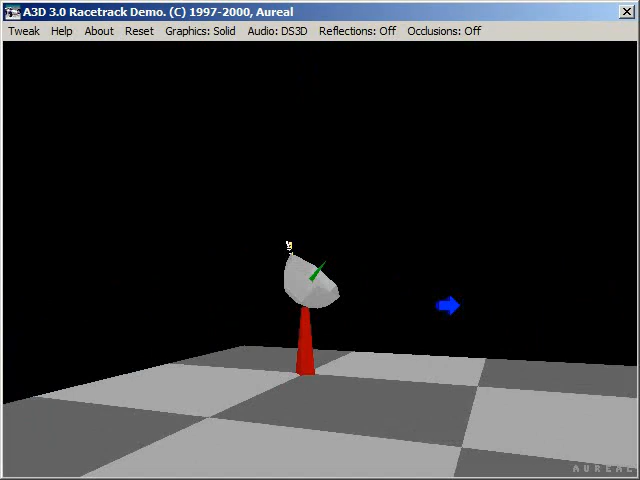 A3D 3.0 Racetrack Demo. (C) 1997-2000, Aureal
Tweak Help About Reset Graphics: Solid Audio: DS3D Reflections: Off Occlusions: Off
AUREAL